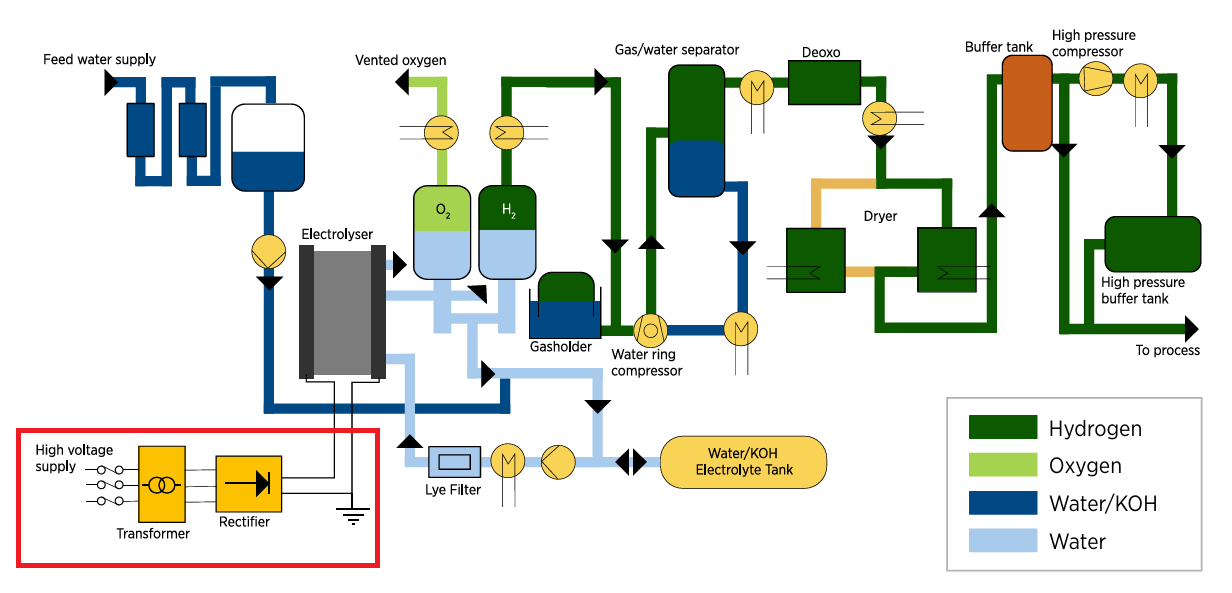 Feed water supply
Vented oxygen
Gas/water separator
Deoxo
Buffer tank
High pressure
compressor
O2
H2
Electrolyser
Dryer
Gasholder
Water ring
compressor
High pressure
buffer tank
To process
High voltage
supply
Transformer
Rectifier
Lye Filter
Water/KOH
Electrolyte Tank
M
M
M
M
M
Hydrogen
Oxygen
Water/KOH
Water